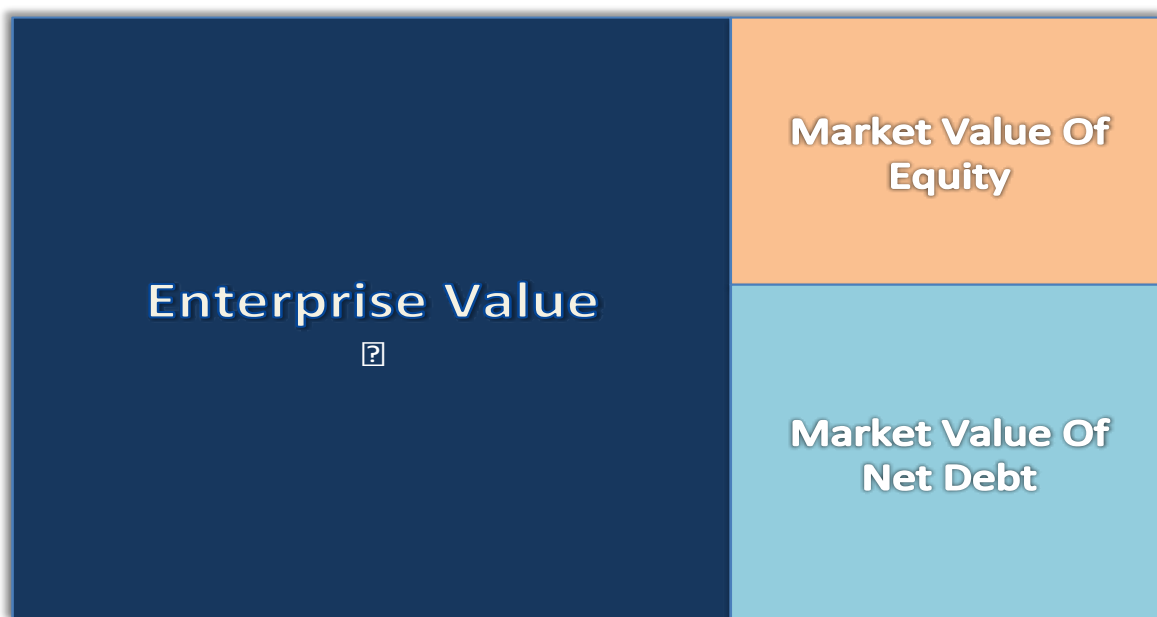 Enterprise Value
Market Value Of
Equity
Market Value Of
Net Debt